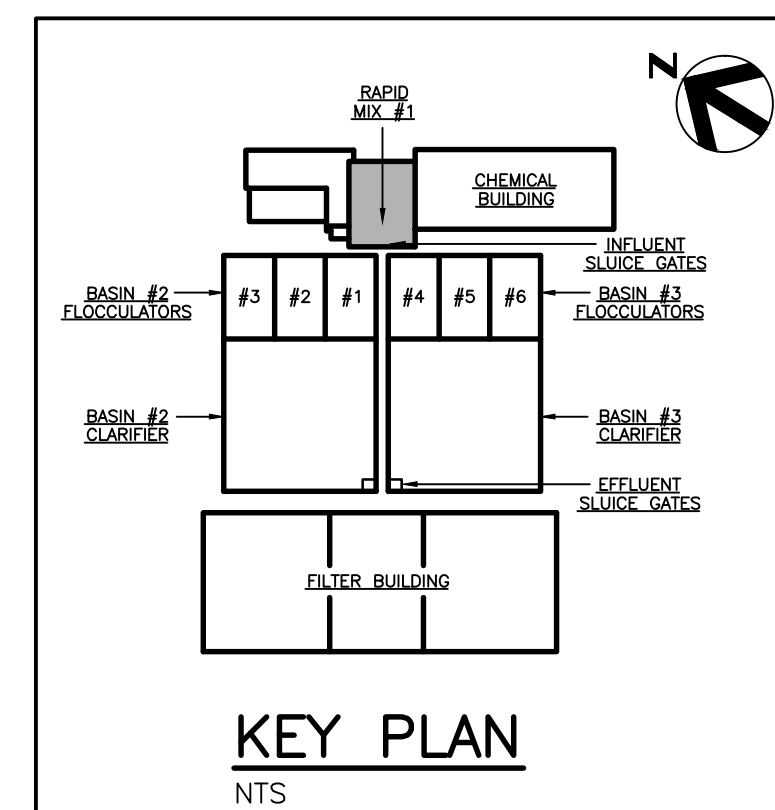 N
RAPID
MIX #1
CHEMICAL
BUILDING
INFLUENT
SLUICE GATES
BASIN #2
FLOCCULATORS
#3 #2 #1 #4 #5 #6
BASIN #3
FLOCCULATORS
BASIN #2
CLARIFIER
BASIN #3
CLARIFIER
EFFLUENT
SLUICE GATES
FILTER BUILDING
KEY PLAN
NTS